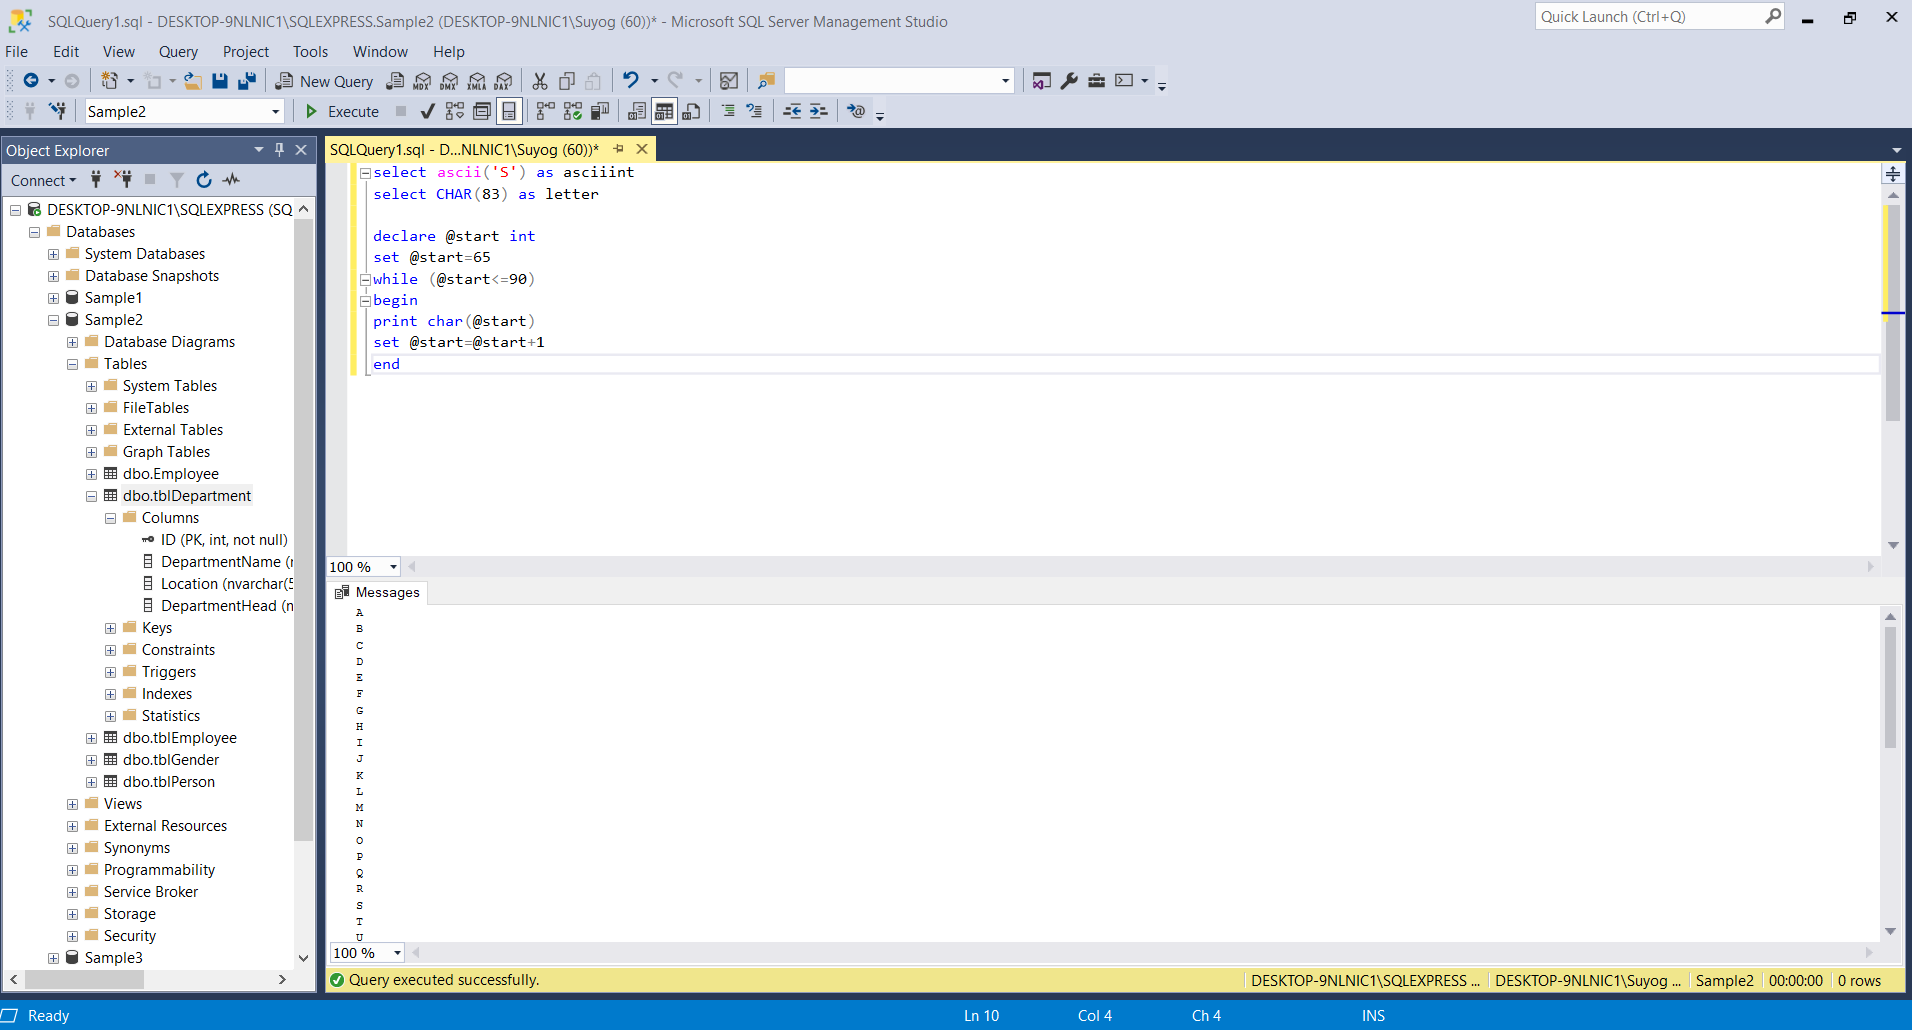 SQLQuery1.sql - DESKTOP-9NLNIC1\SQLEXPRESS.Sample2 (DESKTOP-9NLNIC1\Suyog (60))* - Microsoft SQL Server Management Studio
Quick Launch (Ctrl+Q)
File Edit View Query Project Tools Window Help
New Query MDX DMX XMLA DAX
Sample2 Execute
Object Explorer
Connect
DESKTOP-9NLNIC1\SQLEXPRESS (SQ
Databases
System Databases
Database Snapshots
Sample1
Sample2
Database Diagrams
Tables
System Tables
FileTables
External Tables
Graph Tables
dbo.Employee
dbo.tblDepartment
Columns
ID (PK, int, not null)
DepartmentName (n
Location (nvarchar(5
DepartmentHead (n
Keys
Constraints
Triggers
Indexes
Statistics
dbo.tblEmployee
dbo.tblGender
dbo.tblPerson
Views
External Resources
Synonyms
Programmability
Service Broker
Storage
Security
Sample3
SQLQuery1.sql - D...NLNIC1\Suyog (60))*
select ascii('S') as asciiint
select CHAR(83) as letter
declare @start int
set @start=65
while (@start<=90)
begin
print char(@start)
set @start=@start+1
end
100 %
Messages
A
B
C
D
E
F
G
H
I
J
K
L
M
N
O
P
Q
R
S
T
U
100 %
Query executed successfully.
DESKTOP-9NLNIC1\SQLEXPRESS ... DESKTOP-9NLNIC1\Suyog ... Sample2 00:00:00 0 rows
Ready Ln 10 Col 4 Ch 4 INS